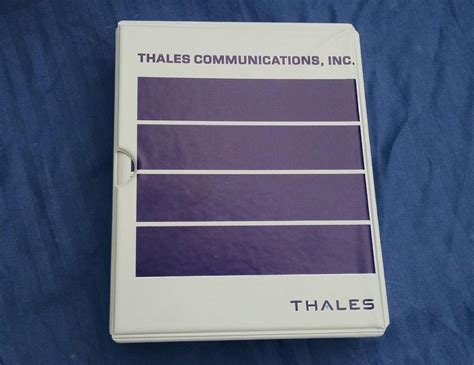 THALES COMMUNICATIONS, INC.
THALES